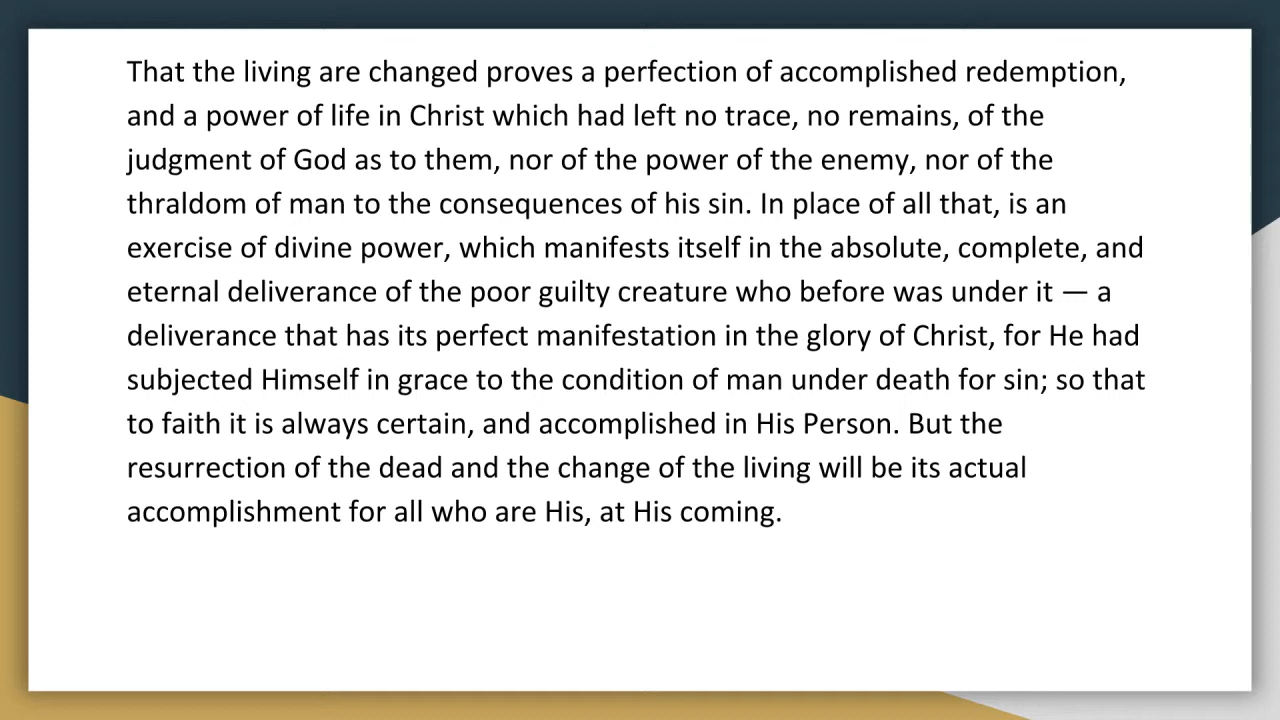 That the living are changed proves a perfection of accomplished redemption,
and a power of life in Christ which had left no trace, no remains, of the
judgment of God as to them, nor of the power of the enemy, nor of the
thraldom of man to the consequences of his sin. In place of all that, is an
exercise of divine power, which manifests itself in the absolute, complete, and
eternal deliverance of the poor guilty creature who before was under it — a
deliverance that has its perfect manifestation in the glory of Christ, for He had
subjected Himself in grace to the condition of man under death for sin; so that
to faith it is always certain, and accomplished in His Person. But the
resurrection of the dead and the change of the living will be its actual
accomplishment for all who are His, at His coming.